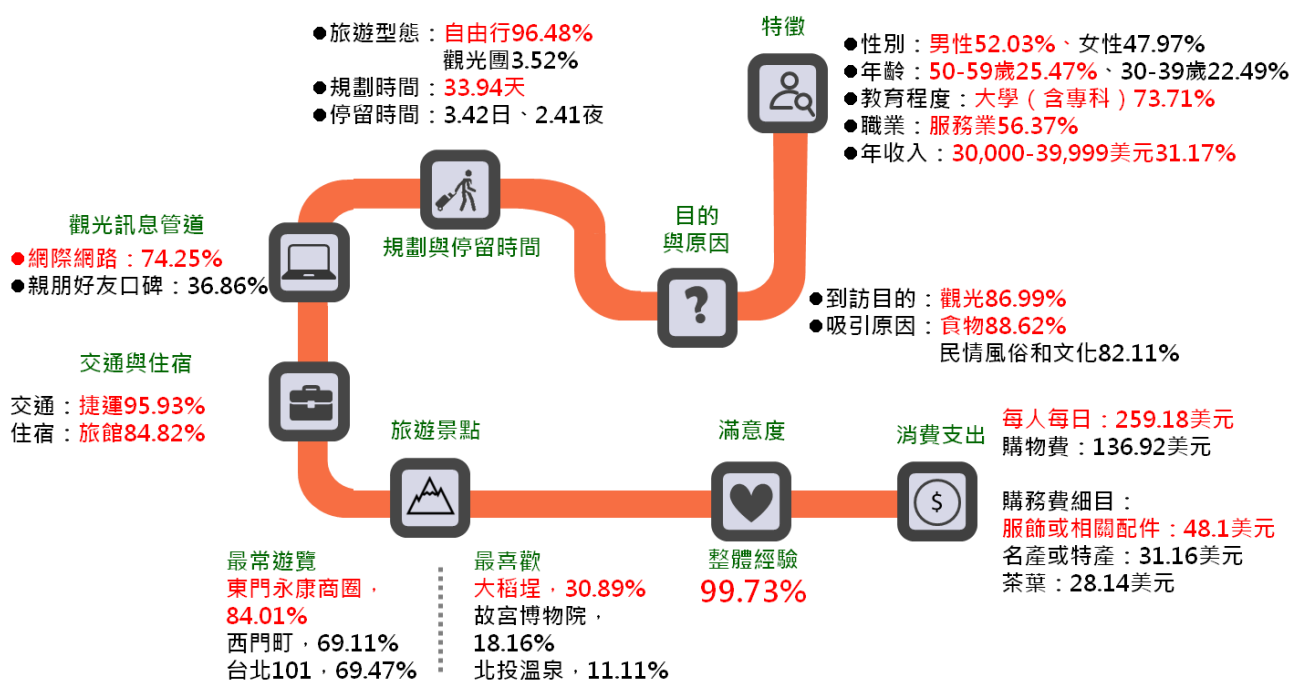 特徵
●性別：男性52.03%、女性47.97%
●年齡：50-59歲25.47%、30-39歲22.49%
●教育程度：大學（含專科）73.71%
●職業：服務業56.37%
●年收入：30,000-39,999美元31.17%
目的
與原因
?
●到訪目的：觀光86.99%
●吸引原因：食物88.62%
民情風俗和文化82.11%
●旅遊型態：自由行96.48%
觀光團3.52%
●規劃時間：33.94天
●停留時間：3.42日、2.41夜
規劃與停留時間
觀光訊息管道
●網際網路：74.25%
●親朋好友口碑：36.86%
交通與住宿
交通：捷運95.93%
住宿：旅館84.82%
旅遊景點
最常遊覽
東門永康商圈，
84.01%
西門町，69.11%
台北101，69.47%
最喜歡
大稻埕，30.89%
故宮博物院，
18.16%
北投溫泉，11.11%
滿意度
整體經驗
99.73%
消費支出
$
每人每日：259.18美元
購物費：136.92美元
購務費細目：
服飾或相關配件：48.1美元
名產或特產：31.16美元
茶葉：28.14美元